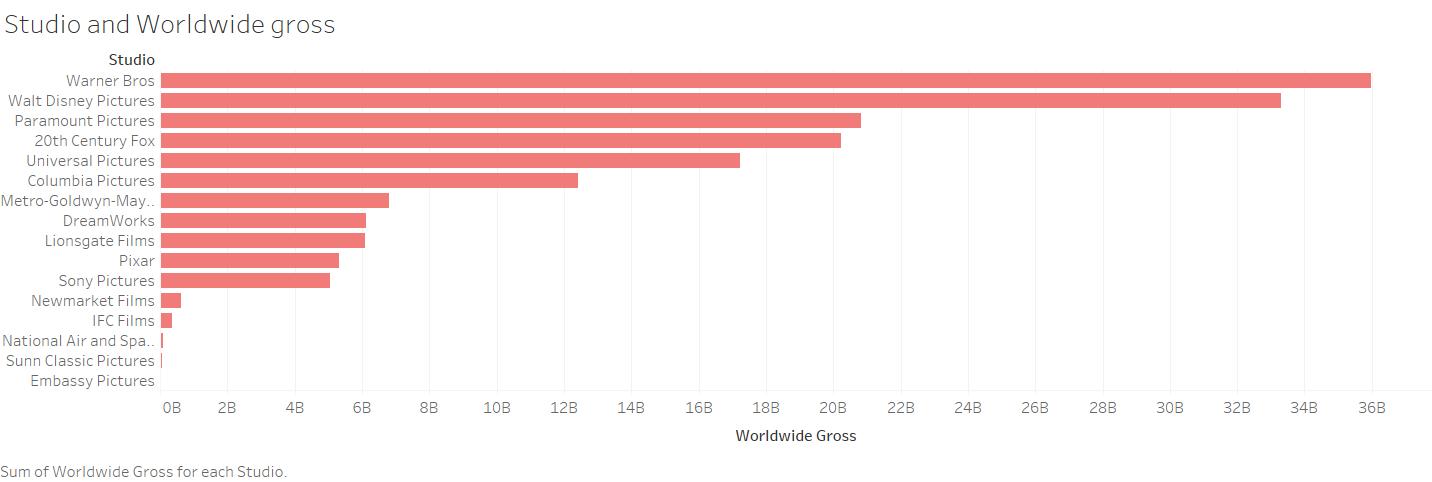 Studio and Worldwide gross
Studio
Warner Bros
Walt Disney Pictures
Paramount Pictures
20th Century Fox
Universal Pictures
Columbia Pictures
Metro-Goldwyn-May..
DreamWorks
Lionsgate Films
Pixar
Sony Pictures
Newmarket Films
IFC Films
National Air and Spa..
Sunn Classic Pictures
Embassy Pictures
0B 2B 4B 6B 8B 10B 12B 14B 16B 18B 20B 22B 24B 26B 28B 30B 32B 34B 36B
Worldwide Gross
Sum of Worldwide Gross for each Studio.